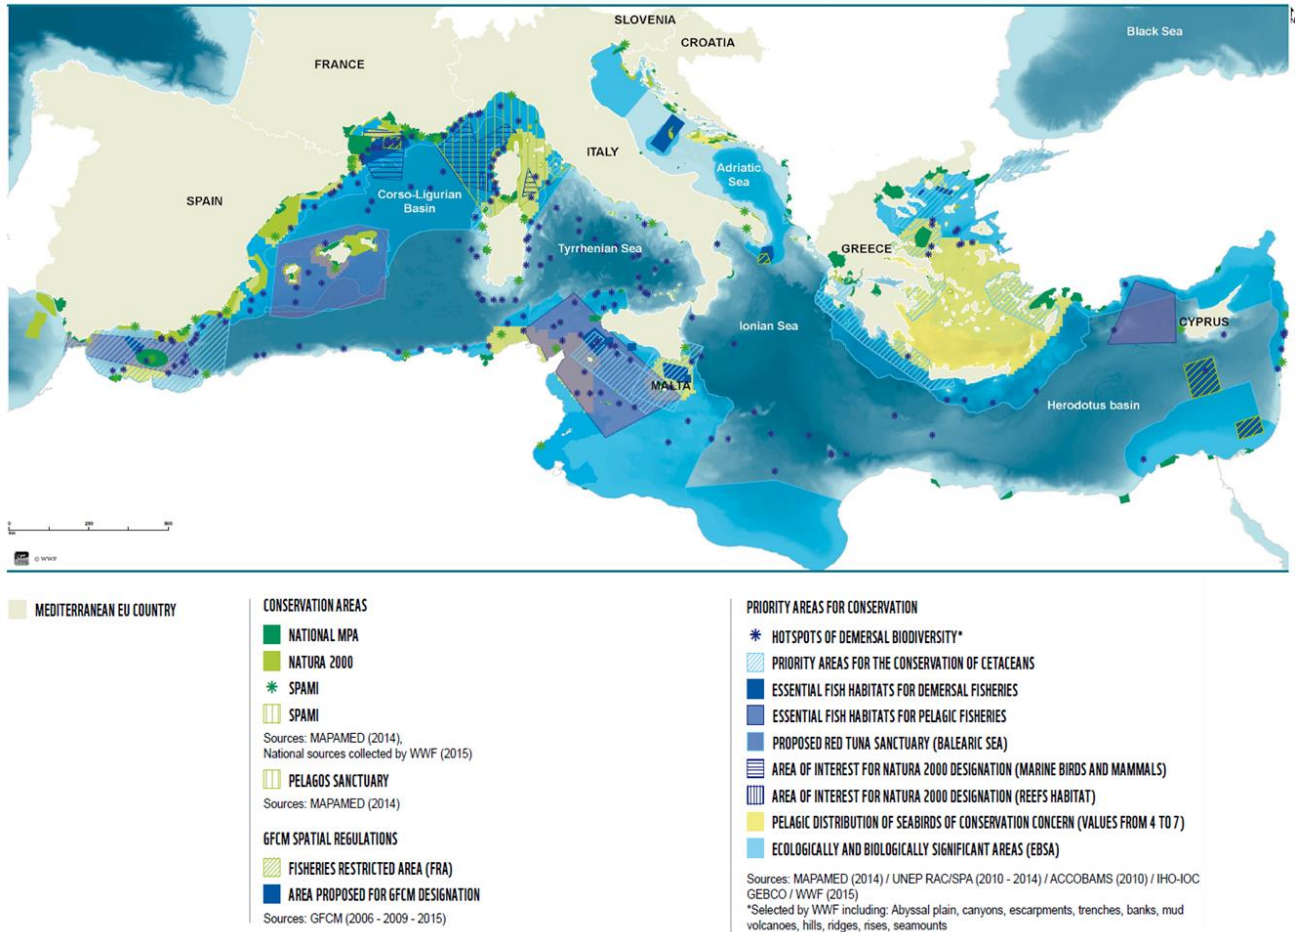 SLOVENIA
CROATIA
Black Sea
N
FRANCE
ITALY
Adriatic
Sea
SPAIN
Corso-Ligurian
Basin
Tyrrhenian Sea
GREECE
Ionian Sea
CYPRUS
MALTA
Herodotus basin
0 250 500
km
© WWF
MEDITERRANEAN EU COUNTRY
CONSERVATION AREAS
NATIONAL MPA
NATURA 2000
SPAMI
SPAMI
Sources: MAPAMED (2014),
National sources collected by WWF (2015)
PELAGOS SANCTUARY
Sources: MAPAMED (2014)
GFCM SPATIAL REGULATIONS
FISHERIES RESTRICTED AREA (FRA)
AREA PROPOSED FOR GFCM DESIGNATION
Sources: GFCM (2006 - 2009 - 2015)
PRIORITY AREAS FOR CONSERVATION
HOTSPOTS OF DEMERSAL BIODIVERSITY*
PRIORITY AREAS FOR THE CONSERVATION OF CETACEANS
ESSENTIAL FISH HABITATS FOR DEMERSAL FISHERIES
ESSENTIAL FISH HABITATS FOR PELAGIC FISHERIES
PROPOSED RED TUNA SANCTUARY (BALEARIC SEA)
AREA OF INTEREST FOR NATURA 2000 DESIGNATION (MARINE BIRDS AND MAMMALS)
AREA OF INTEREST FOR NATURA 2000 DESIGNATION (REEFS HABITAT)
PELAGIC DISTRIBUTION OF SEABIRDS OF CONSERVATION CONCERN (VALUES FROM 4 TO 7)
ECOLOGICALLY AND BIOLOGICALLY SIGNIFICANT AREAS (EBSA)
Sources: MAPAMED (2014) / UNEP RAC/SPA (2010 - 2014) / ACCOBAMS (2010) / IHO-IOC
GEBCO / WWF (2015)
*Selected by WWF including: Abyssal plain, canyons, escarpments, trenches, banks, mud
volcanoes, hills, ridges, rises, seamounts